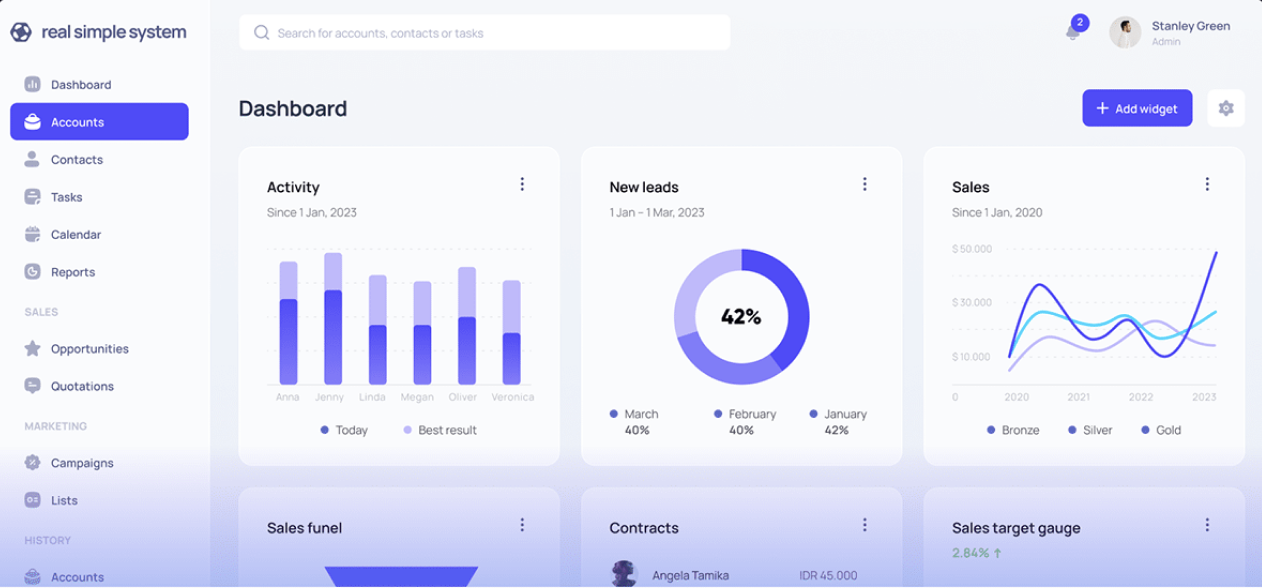 real simple system
Search for accounts, contacts or tasks
2
Stanley Green
Admin
Dashboard
Accounts
Contacts
Tasks
Calendar
Reports
SALES
Opportunities
Quotations
MARKETING
Campaigns
Lists
HISTORY
Accounts
Dashboard
+ Add widget
Activity
Since 1 Jan, 2023
Anna Jenny Linda Megan Oliver Veronica
Today Best result
New leads
1 Jan – 1 Mar, 2023
42%
March February January
40% 40% 42%
Sales
Since 1 Jan, 2020
$ 50.000
$ 30.000
$ 10.000
0 2020 2021 2022 2023
Bronze Silver Gold
Sales funel
Contracts
Angela Tamika IDR 45.000
Sales target gauge
2.84% ↑